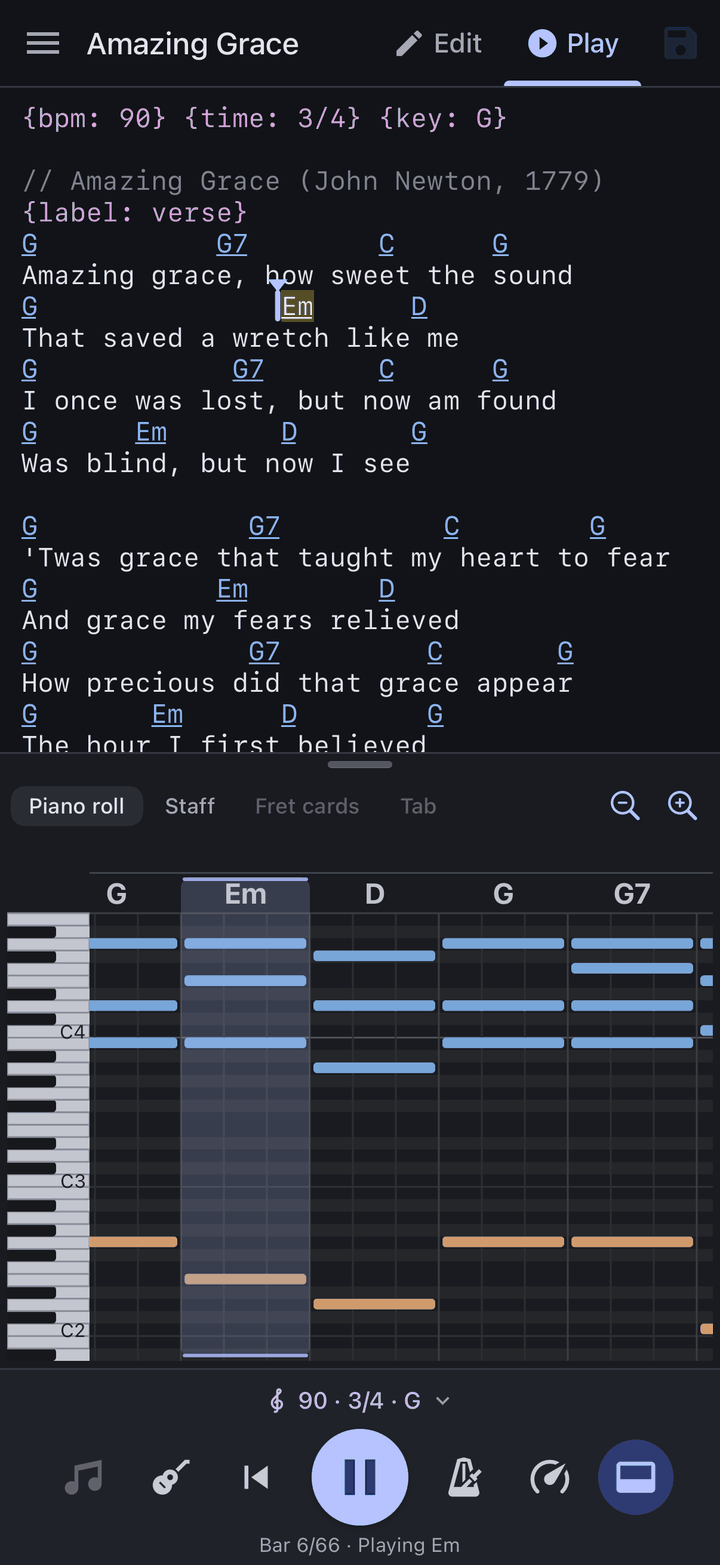 Amazing Grace Edit Play
{bpm: 90} {time: 3/4} {key: G}
// Amazing Grace (John Newton, 1779)
{label: verse}
G G7 C G
Amazing grace, how sweet the sound
G Em D
That saved a wretch like me
G G7 C G
I once was lost, but now am found
G Em D G
Was blind, but now I see
G G7 C G
'Twas grace that taught my heart to fear
G Em D
And grace my fears relieved
G G7 C G
How precious did that grace appear
G Em D G
The hour I first believed
Piano roll Staff Fret cards Tab
G Em D G G7
C4
C3
C2
90 · 3/4 · G
Bar 6/66 · Playing Em